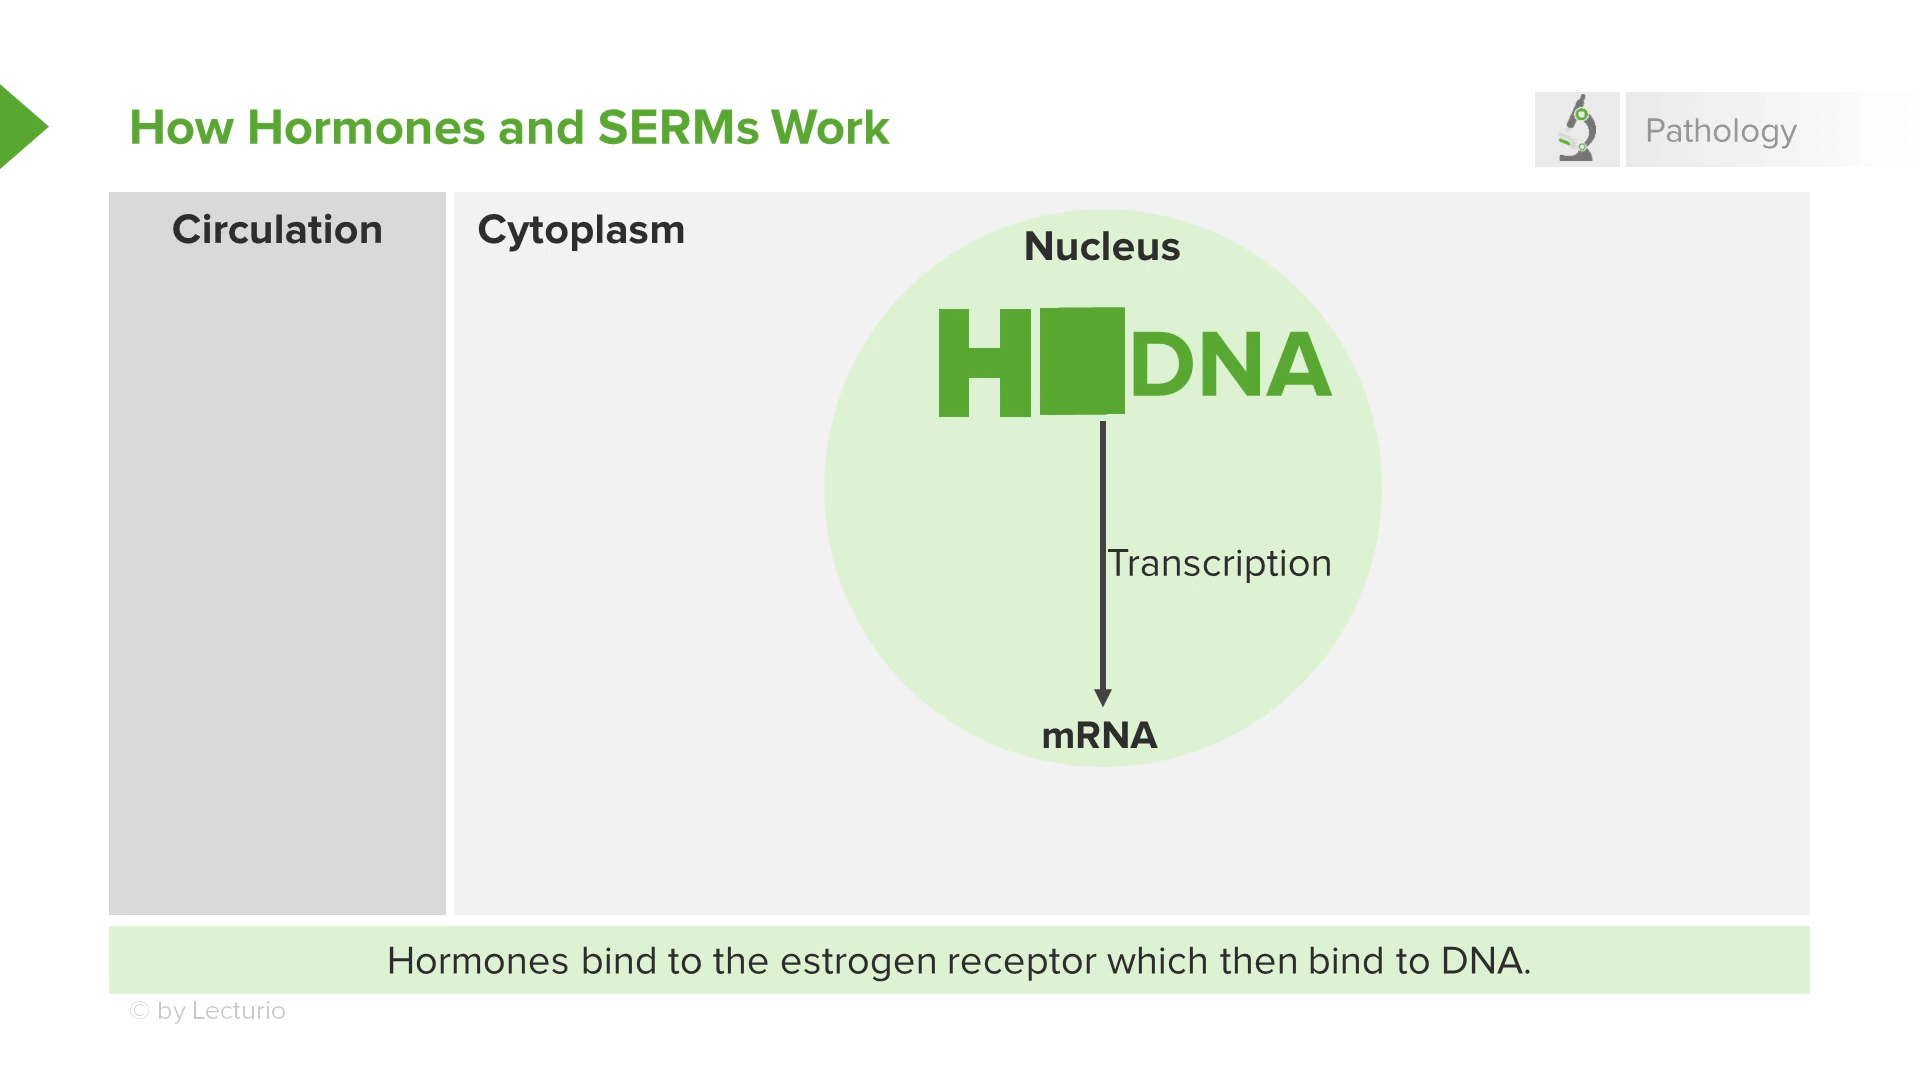 How Hormones and SERMs Work
Pathology
Circulation
Cytoplasm
Nucleus
H DNA
Transcription
mRNA
Hormones bind to the estrogen receptor which then bind to DNA.
© by Lecturio